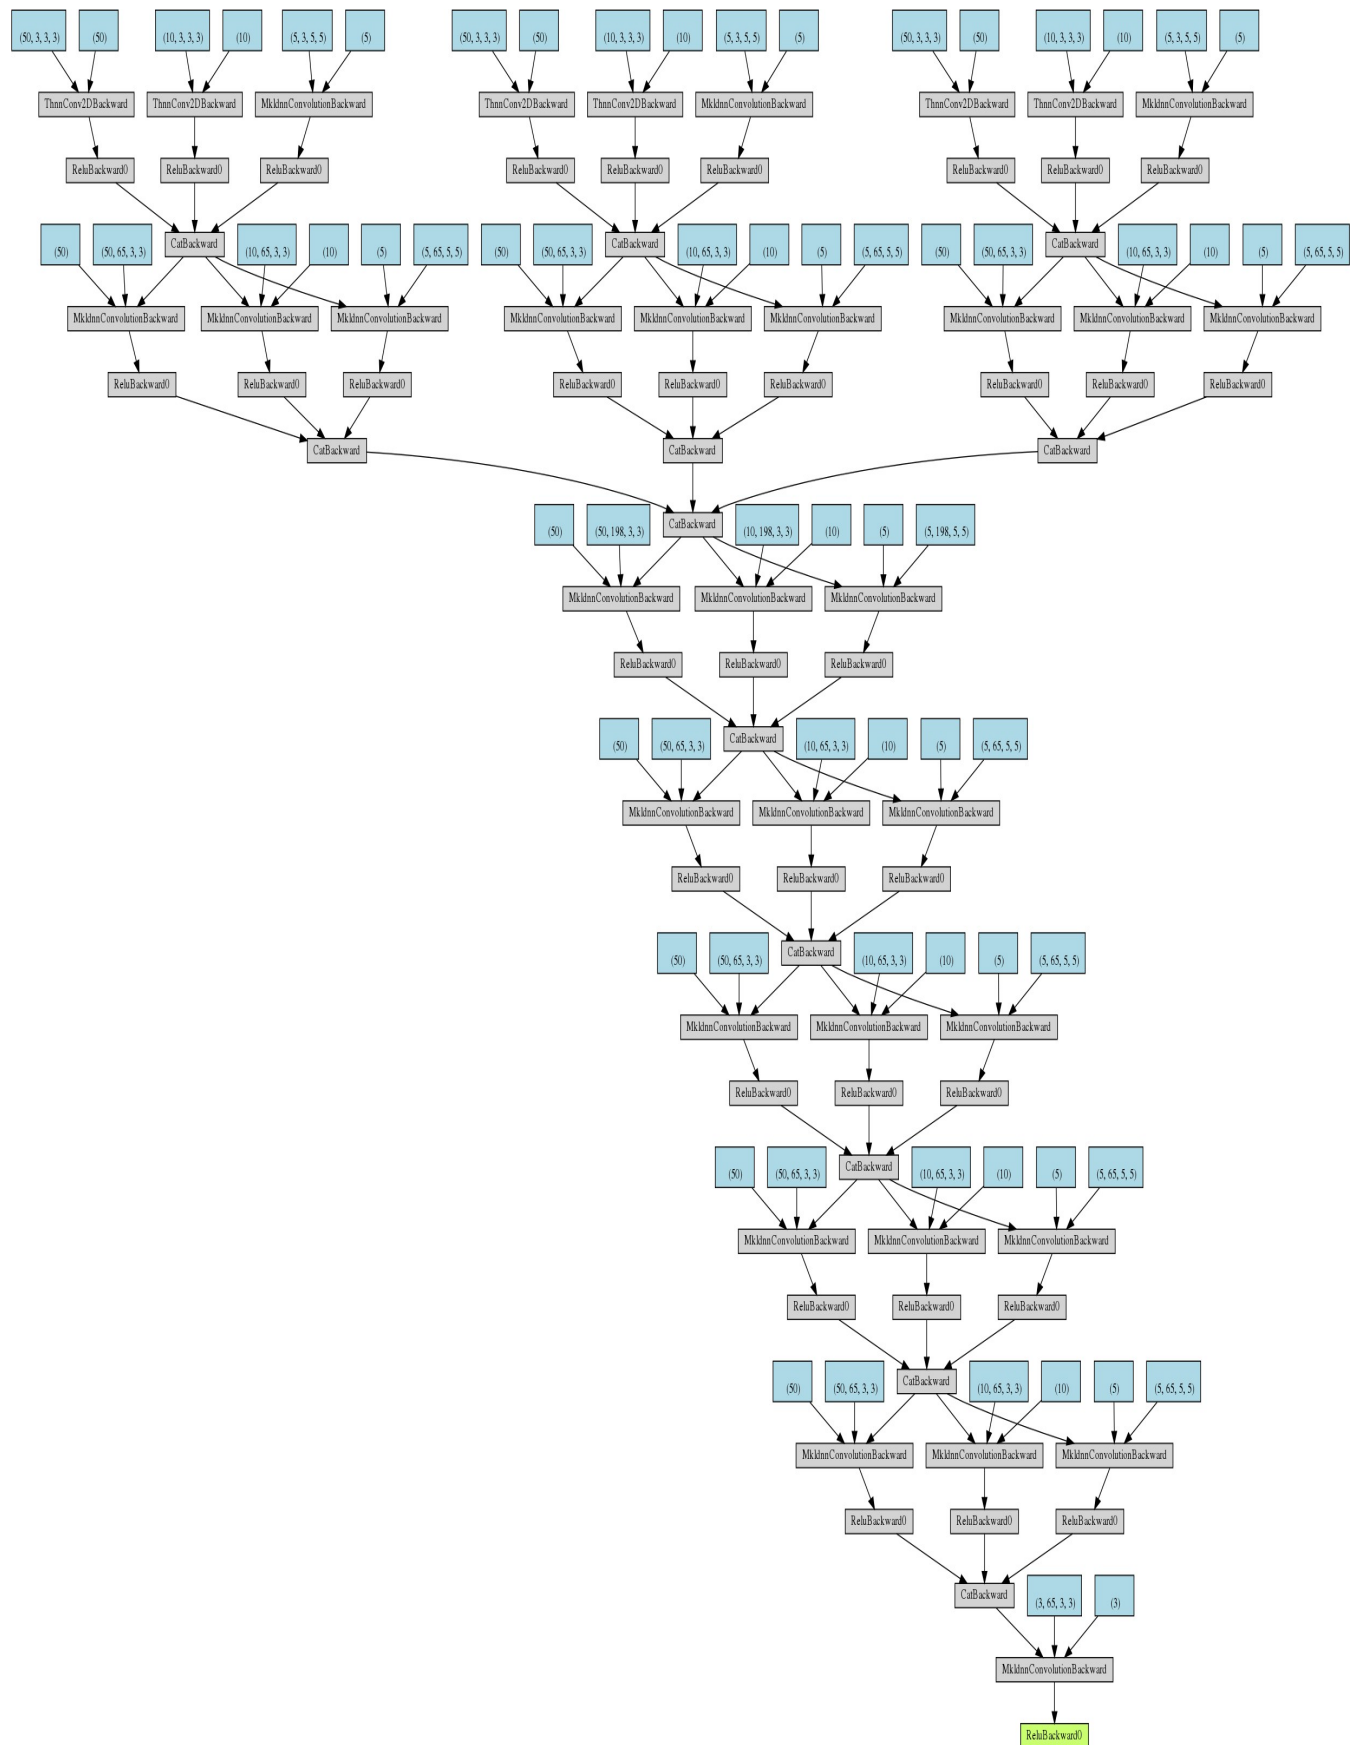 (50, 3, 3, 3) (50) (10, 3, 3, 3) (10) (5, 3, 5, 5) (5) (50, 3, 3, 3) (50) (10, 3, 3, 3) (10) (5, 3, 5, 5) (5) (50, 3, 3, 3) (50) (10, 3, 3, 3) (10) (5, 3, 5, 5) (5)
ThnnConv2DBackward ThnnConv2DBackward MkldnnConvolutionBackward ThnnConv2DBackward ThnnConv2DBackward MkldnnConvolutionBackward ThnnConv2DBackward ThnnConv2DBackward MkldnnConvolutionBackward
ReluBackward0 ReluBackward0 ReluBackward0 ReluBackward0 ReluBackward0 ReluBackward0 ReluBackward0 ReluBackward0 ReluBackward0
(50) (50, 65, 3, 3) CatBackward (10, 65, 3, 3) (10) (5) (5, 65, 5, 5) (50) (50, 65, 3, 3) CatBackward (10, 65, 3, 3) (10) (5) (5, 65, 5, 5) (50) (50, 65, 3, 3) CatBackward (10, 65, 3, 3) (10) (5) (5, 65, 5, 5)
MkldnnConvolutionBackward MkldnnConvolutionBackward MkldnnConvolutionBackward MkldnnConvolutionBackward MkldnnConvolutionBackward MkldnnConvolutionBackward MkldnnConvolutionBackward MkldnnConvolutionBackward MkldnnConvolutionBackward
ReluBackward0 ReluBackward0 ReluBackward0 ReluBackward0 ReluBackward0 ReluBackward0 ReluBackward0 ReluBackward0 ReluBackward0
CatBackward CatBackward CatBackward
(50) (50, 198, 3, 3) CatBackward (10, 198, 3, 3) (10) (5) (5, 198, 5, 5)
MkldnnConvolutionBackward MkldnnConvolutionBackward MkldnnConvolutionBackward
ReluBackward0 ReluBackward0 ReluBackward0
(50) (50, 65, 3, 3) CatBackward (10, 65, 3, 3) (10) (5) (5, 65, 5, 5)
MkldnnConvolutionBackward MkldnnConvolutionBackward MkldnnConvolutionBackward
ReluBackward0 ReluBackward0 ReluBackward0
(50) (50, 65, 3, 3) CatBackward (10, 65, 3, 3) (10) (5) (5, 65, 5, 5)
MkldnnConvolutionBackward MkldnnConvolutionBackward MkldnnConvolutionBackward
ReluBackward0 ReluBackward0 ReluBackward0
(50) (50, 65, 3, 3) CatBackward (10, 65, 3, 3) (10) (5) (5, 65, 5, 5)
MkldnnConvolutionBackward MkldnnConvolutionBackward MkldnnConvolutionBackward
ReluBackward0 ReluBackward0 ReluBackward0
(50) (50, 65, 3, 3) CatBackward (10, 65, 3, 3) (10) (5) (5, 65, 5, 5)
MkldnnConvolutionBackward MkldnnConvolutionBackward MkldnnConvolutionBackward
ReluBackward0 ReluBackward0 ReluBackward0
CatBackward (3, 65, 3, 3) (3)
MkldnnConvolutionBackward
ReluBackward0